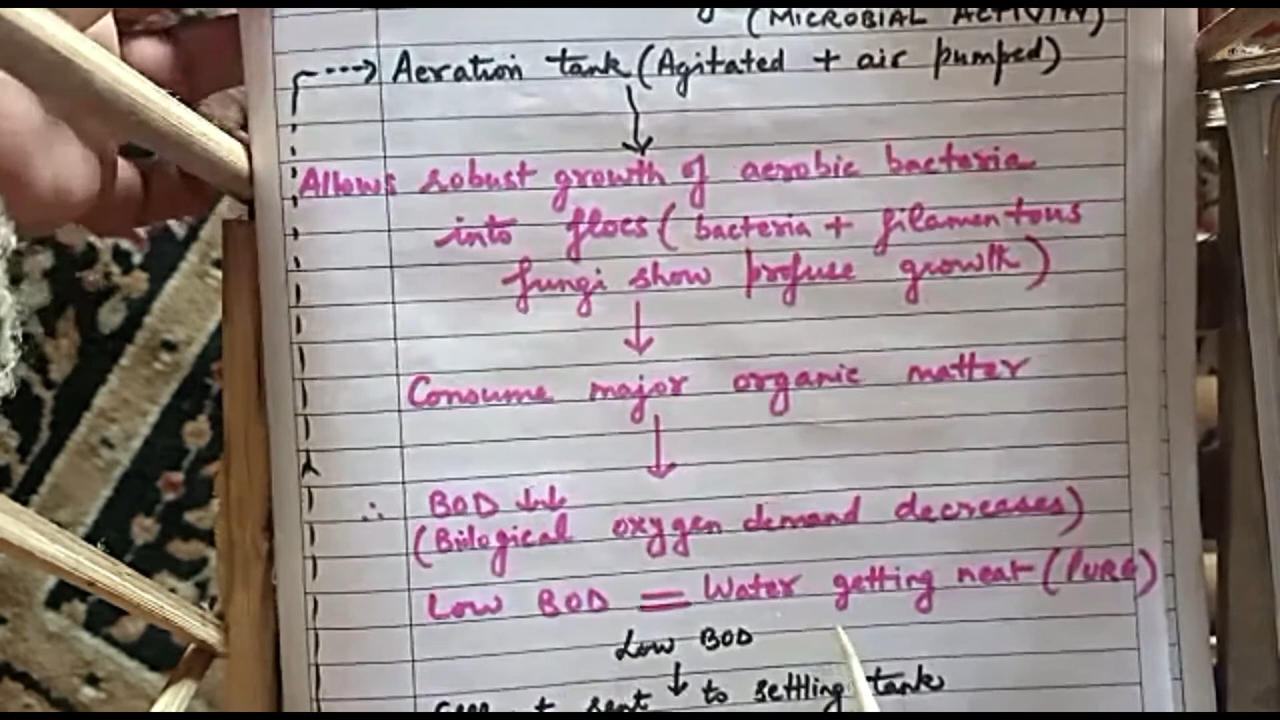 (MICROBIAL ACTIVITY)
Aeration tank (Agitated + air pumped)
Allows robust growth of aerobic bacteria
into flocs (bacteria + filamentous
fungi show profuse growth)
Consume major organic matter
∴ BOD ↓↓↓
(Biological oxygen demand decreases)
Low BOD = Water getting neat (PURE)
Low BOD
sent to settling tank